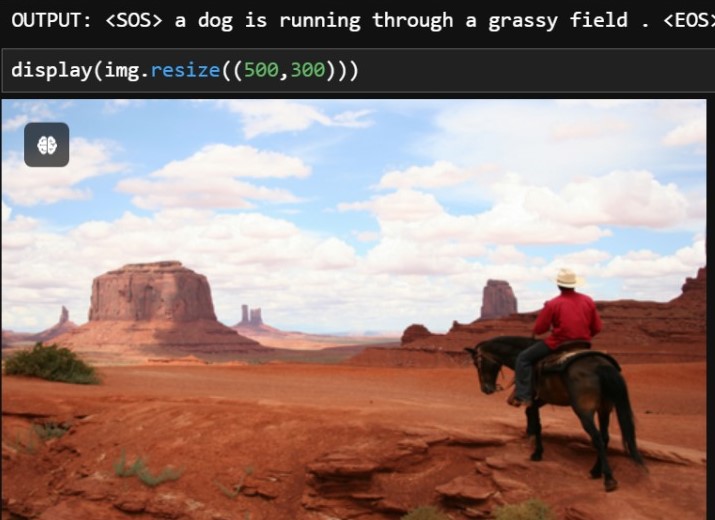 OUTPUT: <SOS> a dog is running through a grassy field . <EOS>
display(img.resize((500,300)))